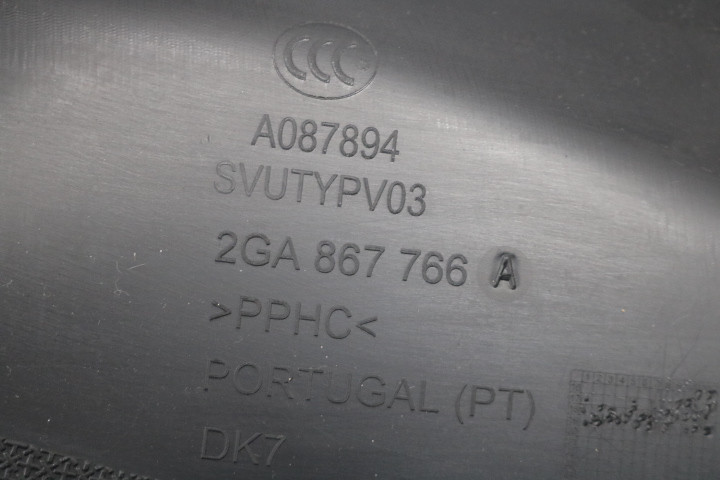 CCC
A087894
SVUTYPV03
2GA 867 766 A
>PPHC<
PORTUGAL (PT)
DK7